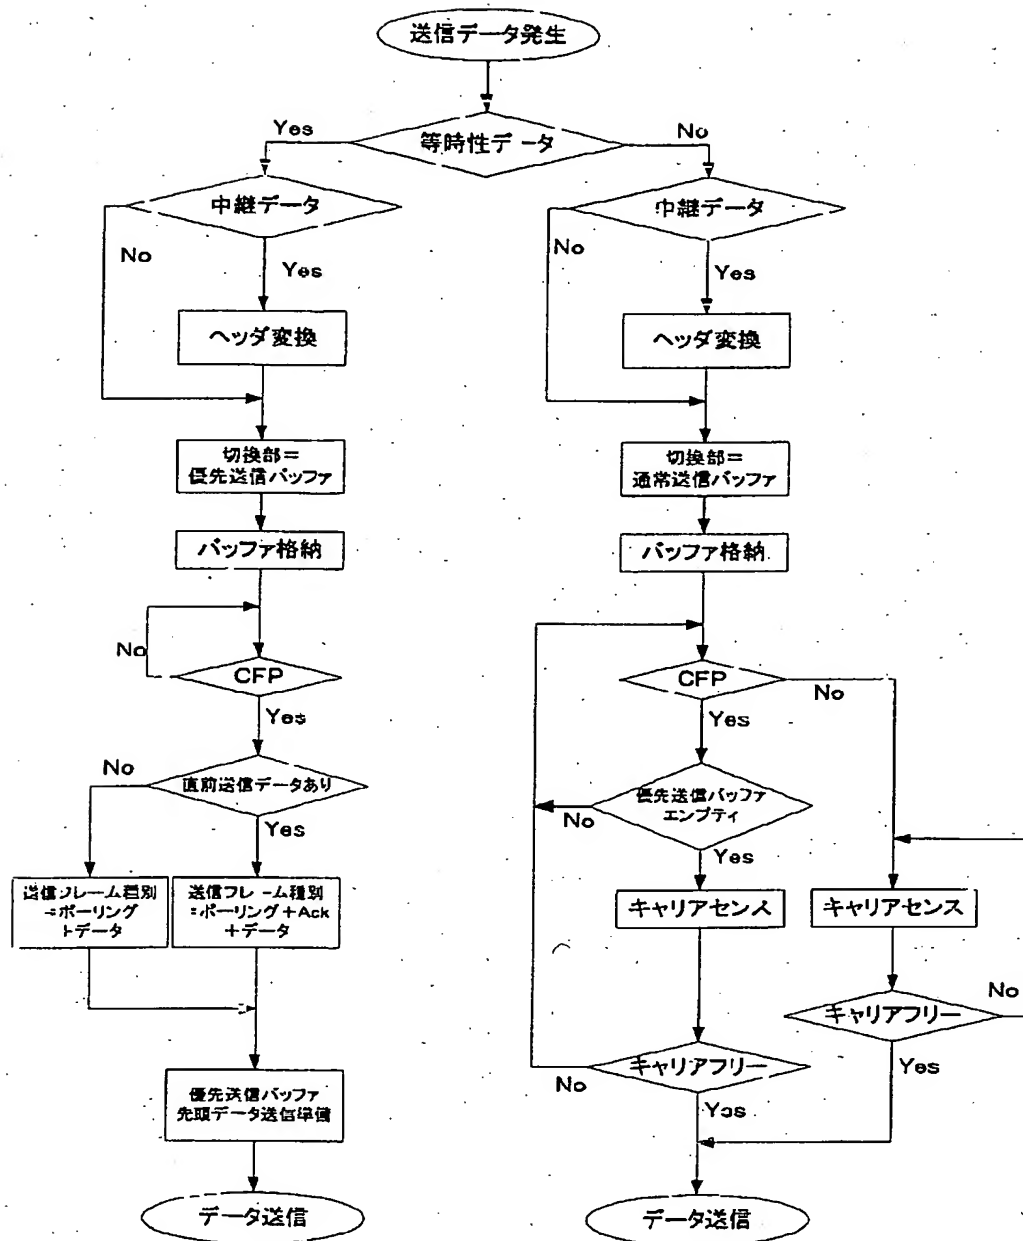 送信データ発生
等時性データ
Yes
No
中継データ
No
Yes
ヘッダ変換
切換部＝
優先送信バッファ
バッファ格納
No
CFP
Yes
No
直前送信データあり
Yes
送信フレーム種別
=ポーリング
+データ
送信フレーム種別
=ポーリング+Ack
+データ
優先送信バッファ
先頭データ送信準備
データ送信
中継データ
No
Yes
ヘッダ変換
切換部＝
通常送信バッファ
バッファ格納
CFP
No
Yes
優先送信バッファ
エンプティ
No
Yes
キャリアセンス
キャリアセンス
キャリアフリー
No
Yes
キャリアフリー
No
Yes
データ送信